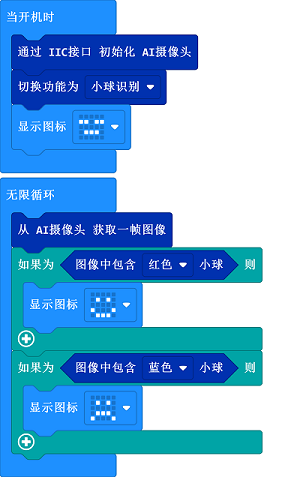 当开机时
通过 IIC接口 初始化 AI摄像头
切换功能为 小球识别
显示图标
无限循环
从 AI摄像头 获取一帧图像
如果为 图像中包含 红色 小球 则
显示图标
如果为 图像中包含 蓝色 小球 则
显示图标